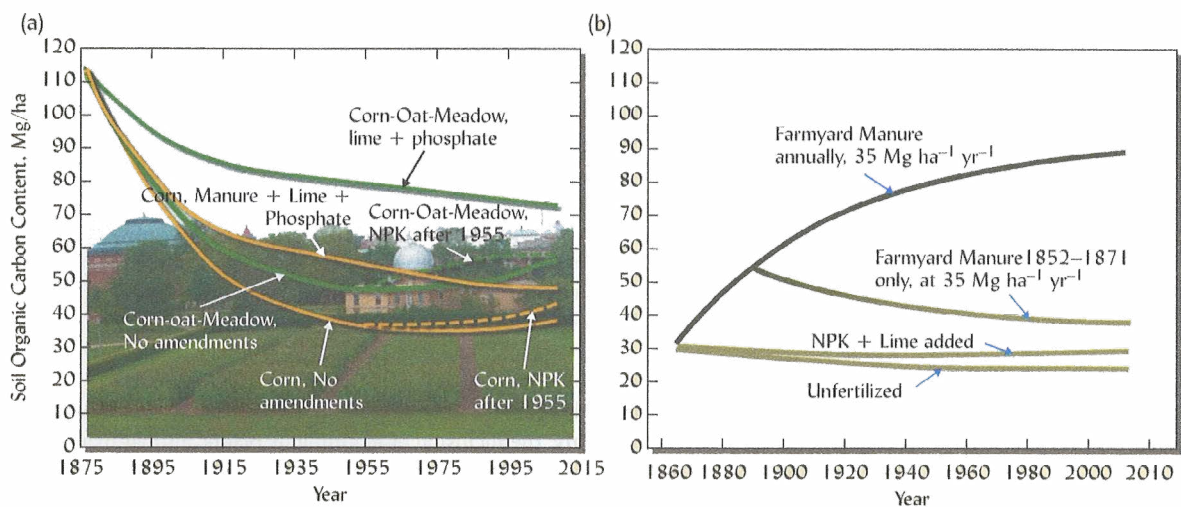 (a)
Soil Organic Carbon Content. Mg/ha
120
110
100
90
80
70
60
50
40
30
20
10
0
1875 1895 1915 1935 1955 1975 1995 2015
Year
Corn-Oat-Meadow,
lime + phosphate
Corn, Manure + Lime +
Phosphate
Corn-Oat-Meadow,
NPK after 1955
Corn-oat-Meadow,
No amendments
Corn, No
amendments
Corn, NPK
after 1955
(b)
120
110
100
90
80
70
60
50
40
30
20
10
0
1860 1880 1900 1920 1940 1960 1980 2000 2020
Year
Farmyard Manure
annually, 35 Mg ha⁻¹ yr⁻¹
Farmyard Manure 1852–1871
only, at 35 Mg ha⁻¹ yr⁻¹
NPK + Lime added
Unfertilized